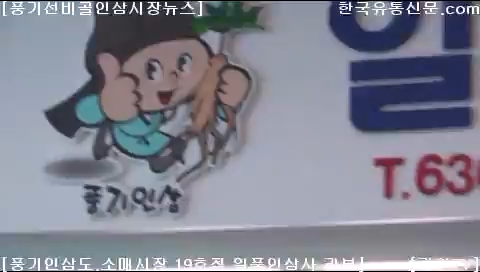 [풍기선비골인삼시장뉴스] 한국유통신문.com
일
T.63
풍기인삼
[풍기인삼도,소매시장 19호점 일품인삼사